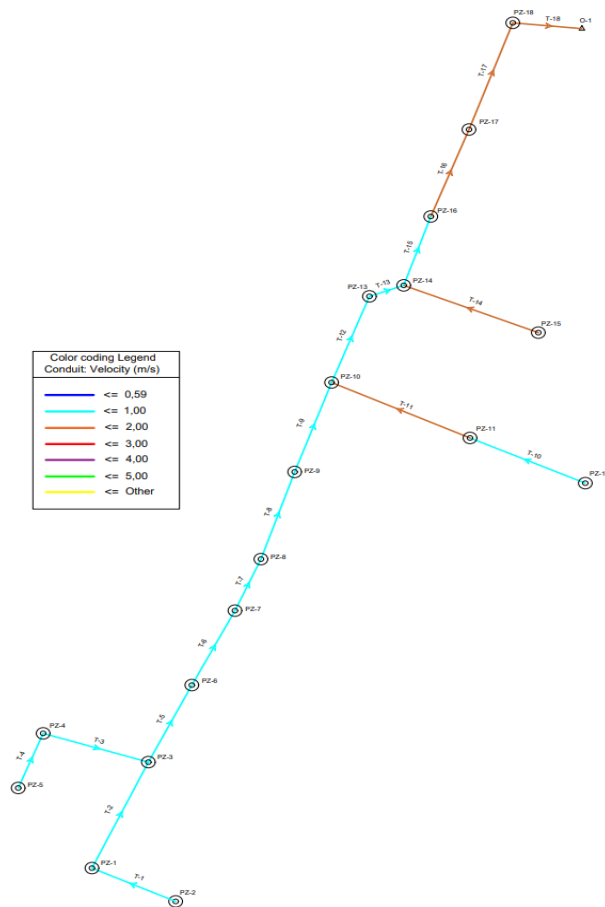 PZ-18
T-18
O-1
T-17
PZ-17
T-16
PZ-16
T-15
PZ-14
T-13
PZ-13
T-14
PZ-15
T-12
Color coding Legend
Conduit: Velocity (m/s)
<= 0,59
<= 1,00
<= 2,00
<= 3,00
<= 4,00
<= 5,00
<= Other
PZ-10
T-11
PZ-11
T-9
T-10
PZ-9
PZ-1
T-8
PZ-8
T-7
PZ-7
T-6
PZ-6
T-5
PZ-4
T-3
PZ-3
T-4
PZ-5
T-2
PZ-1
T-1
PZ-2